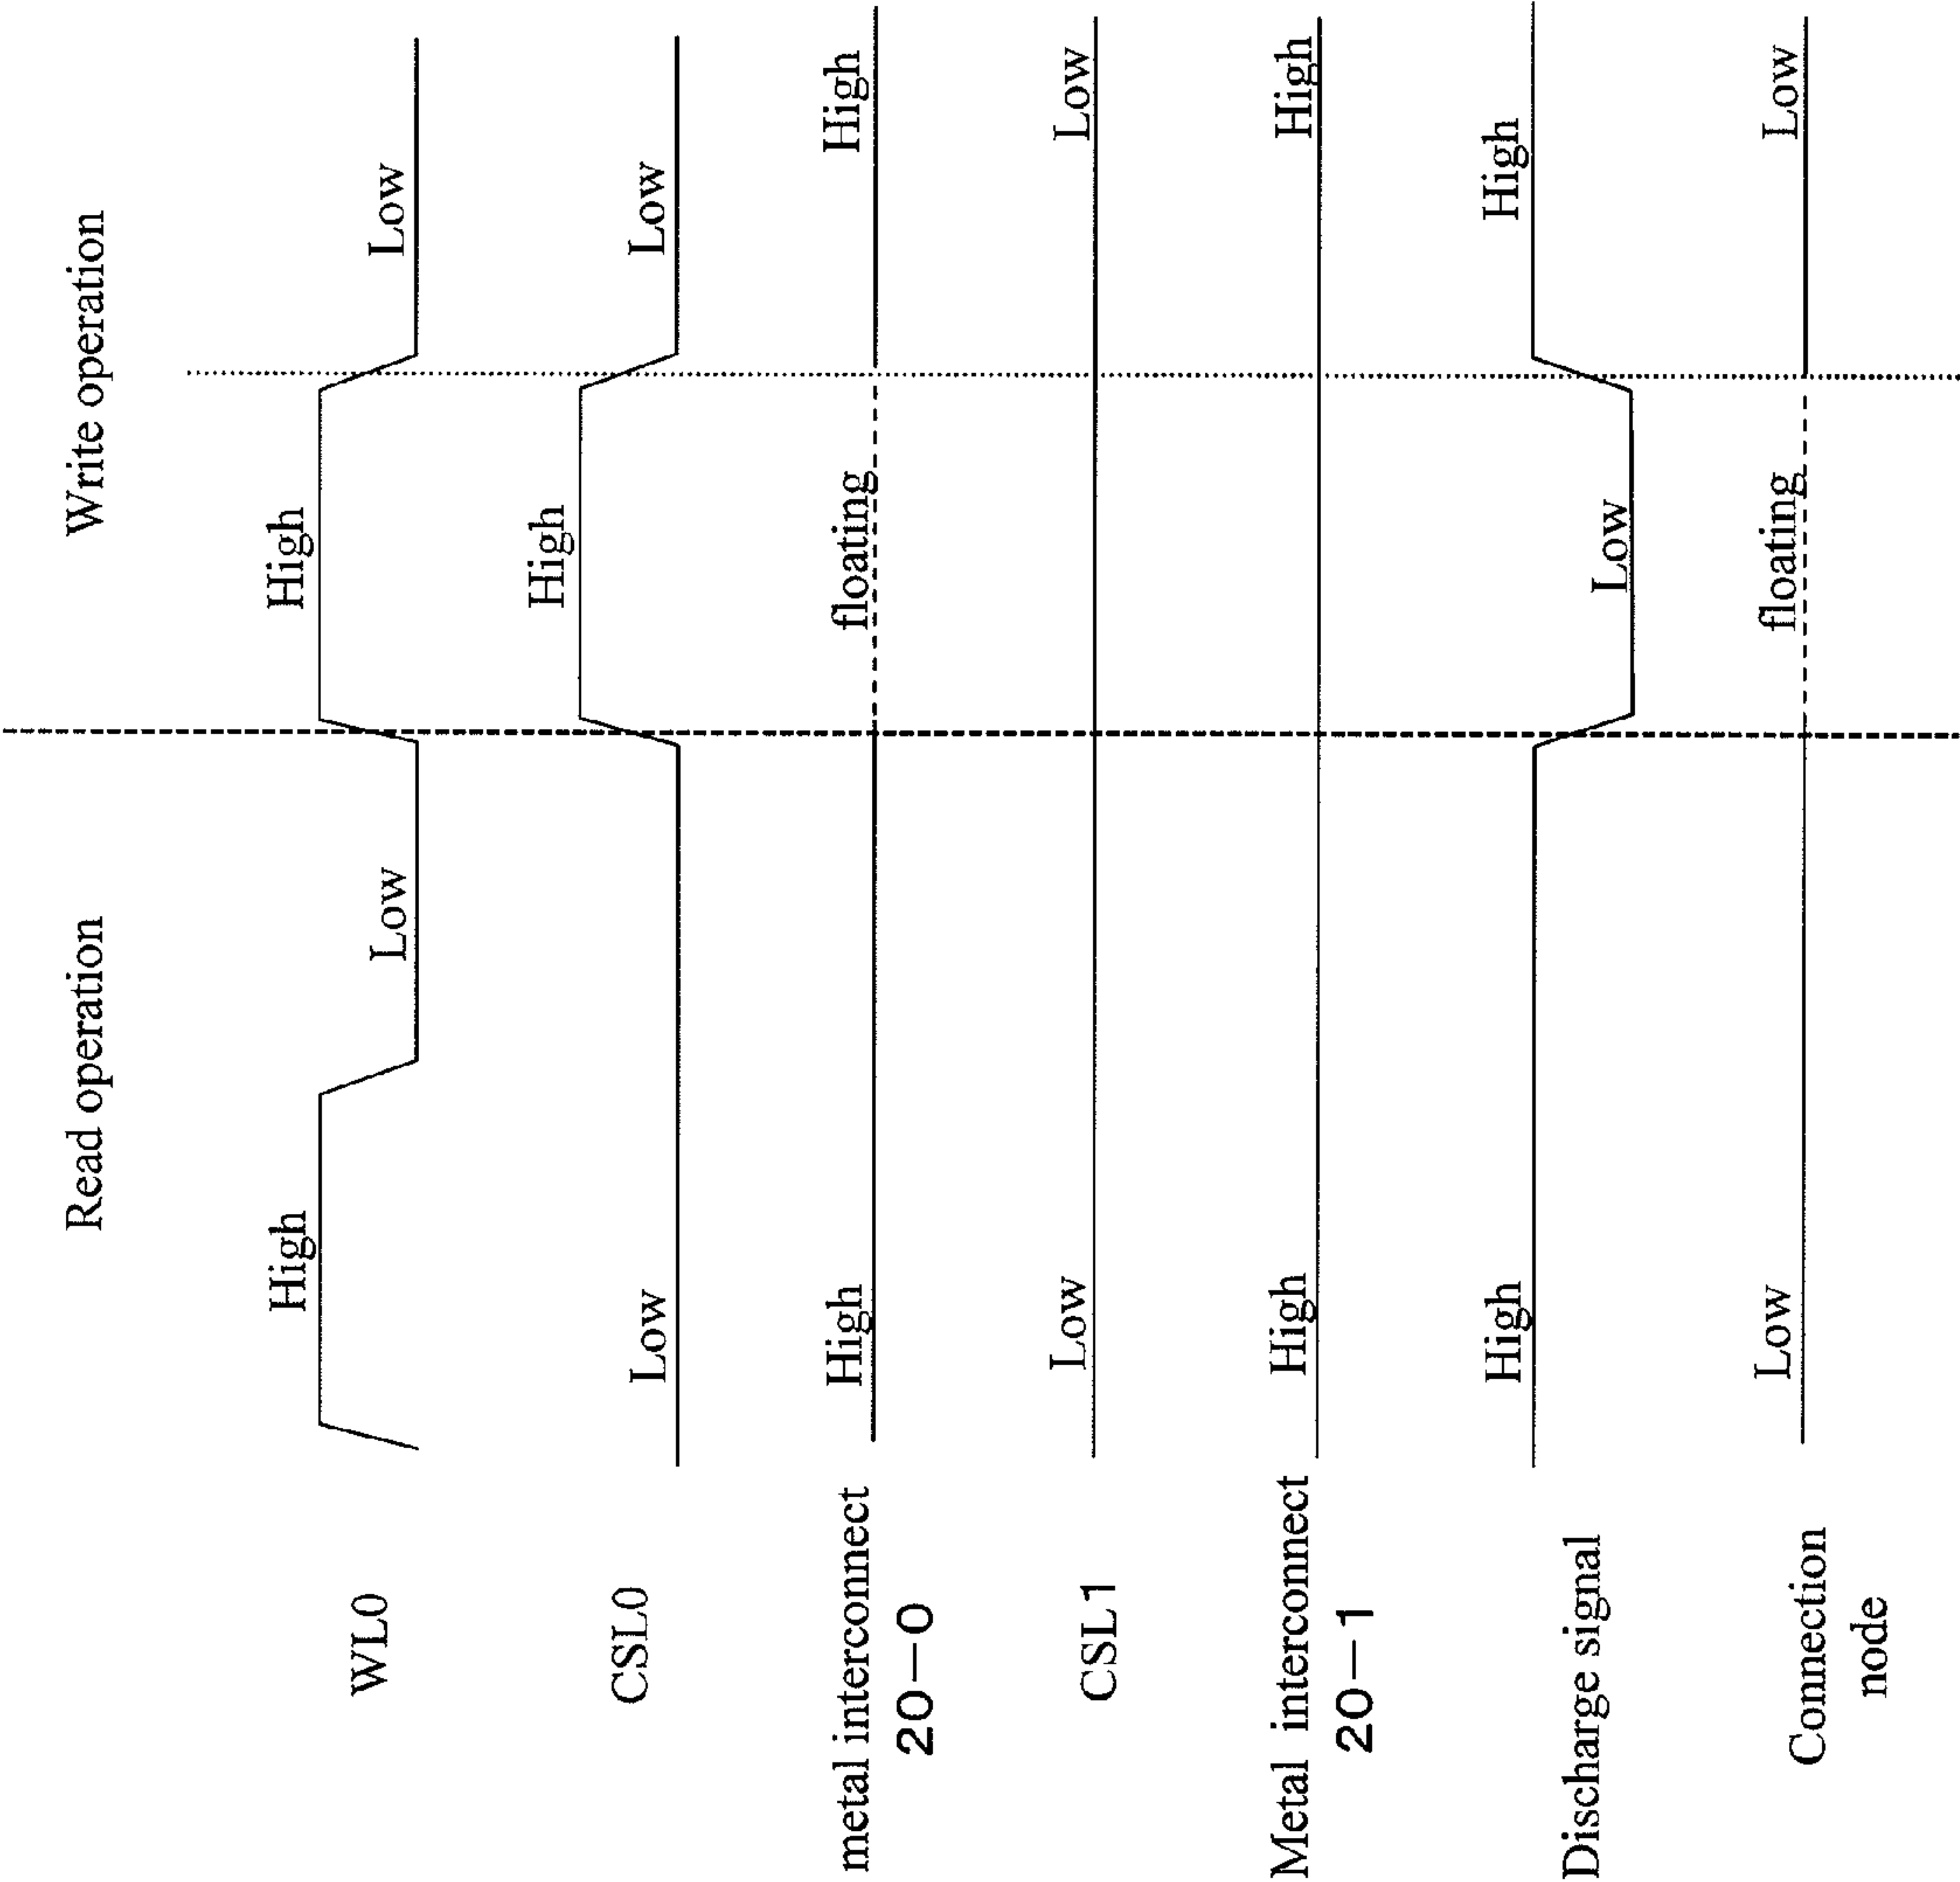 Read operation
Write operation
WL0
High
Low
High
Low
CSL0
Low
High
Low
metal interconnect
20-0
High
floating
High
CSL1
Low
Low
Metal interconnect
20-1
High
High
Discharge signal
High
Low
High
Connection
node
Low
floating
Low